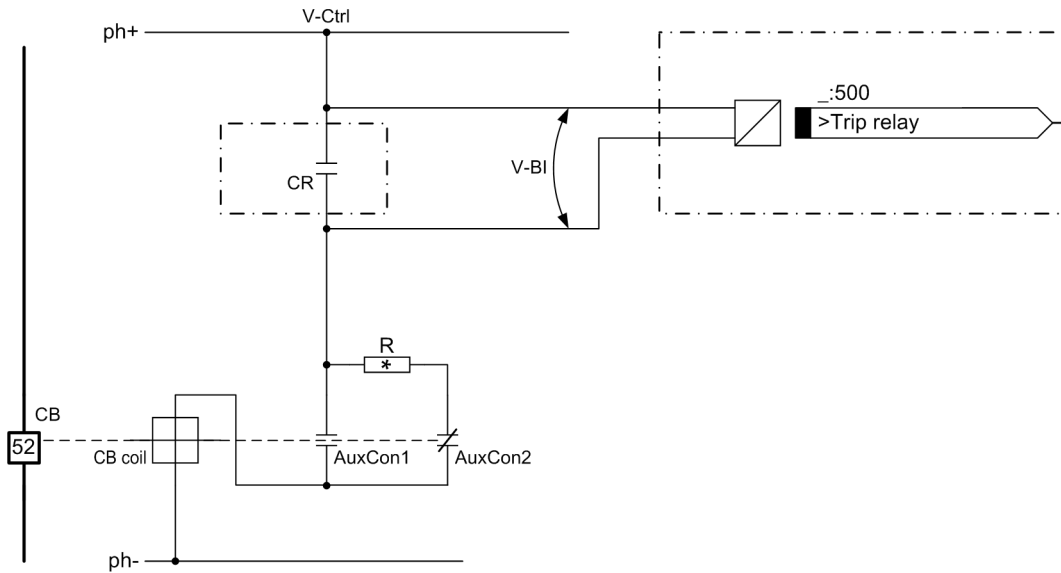 V-Ctrl
ph+
_:500
>Trip relay
V-BI
CR
R
*
CB
52
CB coil
AuxCon1
AuxCon2
ph-